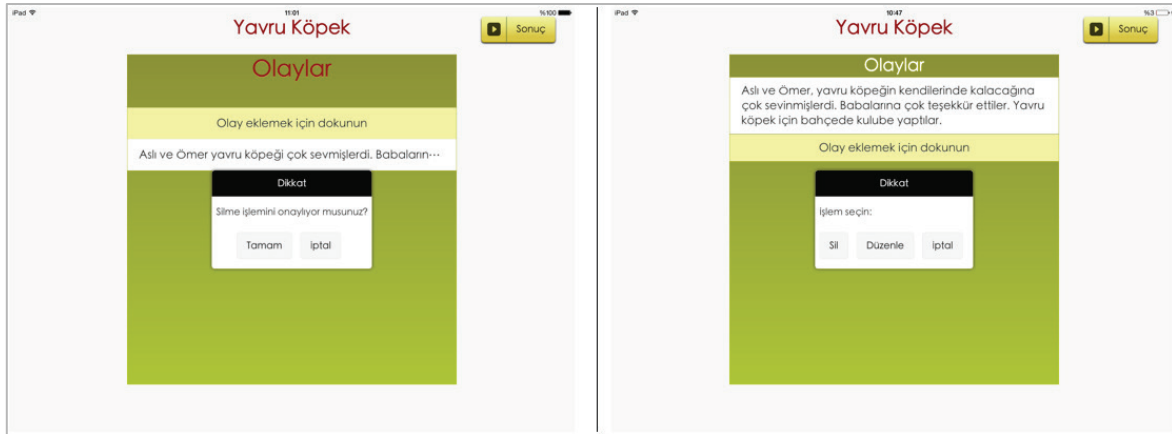 iPad 11:01 %100
Yavru Köpek
Sonuç
Olaylar
Olay eklemek için dokunun
Aslı ve Ömer yavru köpeği çok sevmişlerdi. Babaların···
Dikkat
Silme işlemini onaylıyor musunuz?
Tamam iptal
iPad 10:47 %3
Yavru Köpek
Sonuç
Olaylar
Aslı ve Ömer, yavru köpeğin kendilerinde kalacağına
çok sevinmişlerdi. Babalarına çok teşekkür ettiler. Yavru
köpek için bahçede kulube yaptılar.
Olay eklemek için dokunun
Dikkat
İşlem seçin:
Sil Düzenle iptal